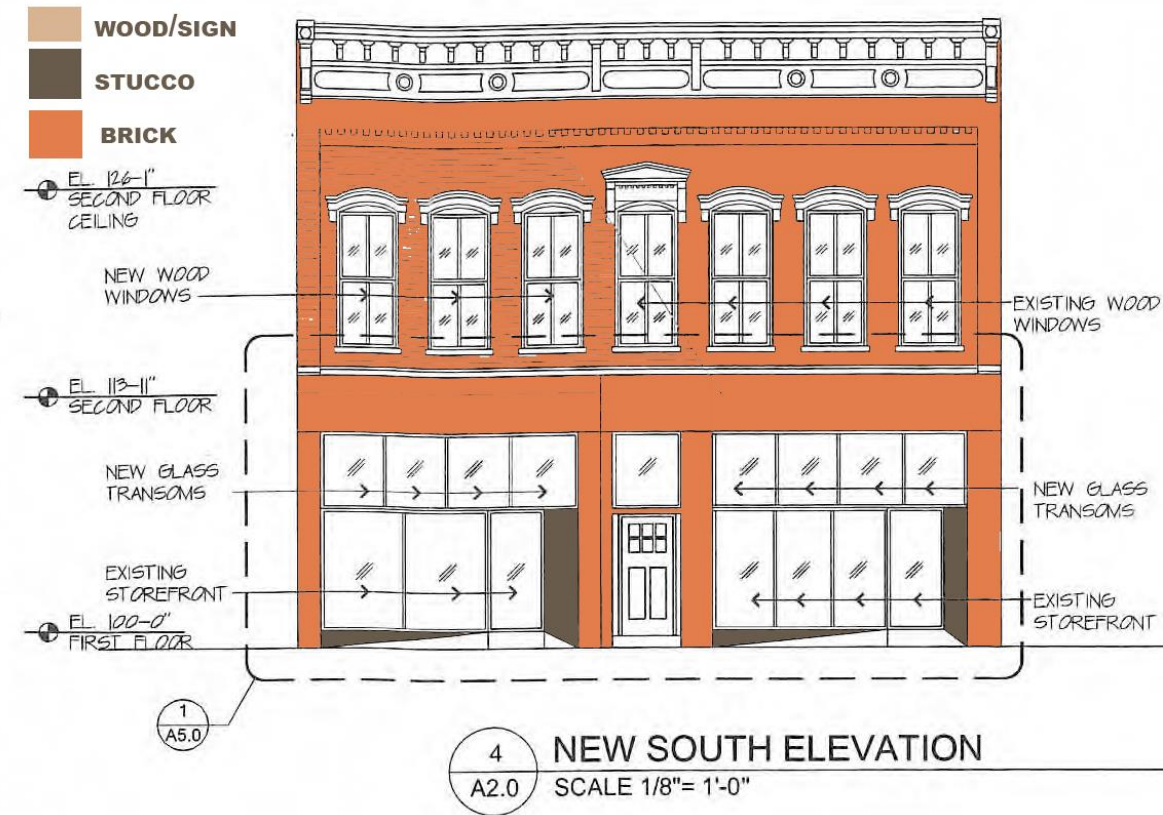 WOOD/SIGN
STUCCO
BRICK
EL. 126-1"
SECOND FLOOR
CEILING
NEW WOOD
WINDOWS
EXISTING WOOD
WINDOWS
EL. 113-11"
SECOND FLOOR
NEW GLASS
TRANSOMS
NEW GLASS
TRANSOMS
EXISTING
STOREFRONT
EXISTING
STOREFRONT
EL. 100-0"
FIRST FLOOR
1
A5.0
4
A2.0
NEW SOUTH ELEVATION
SCALE 1/8"= 1'-0"